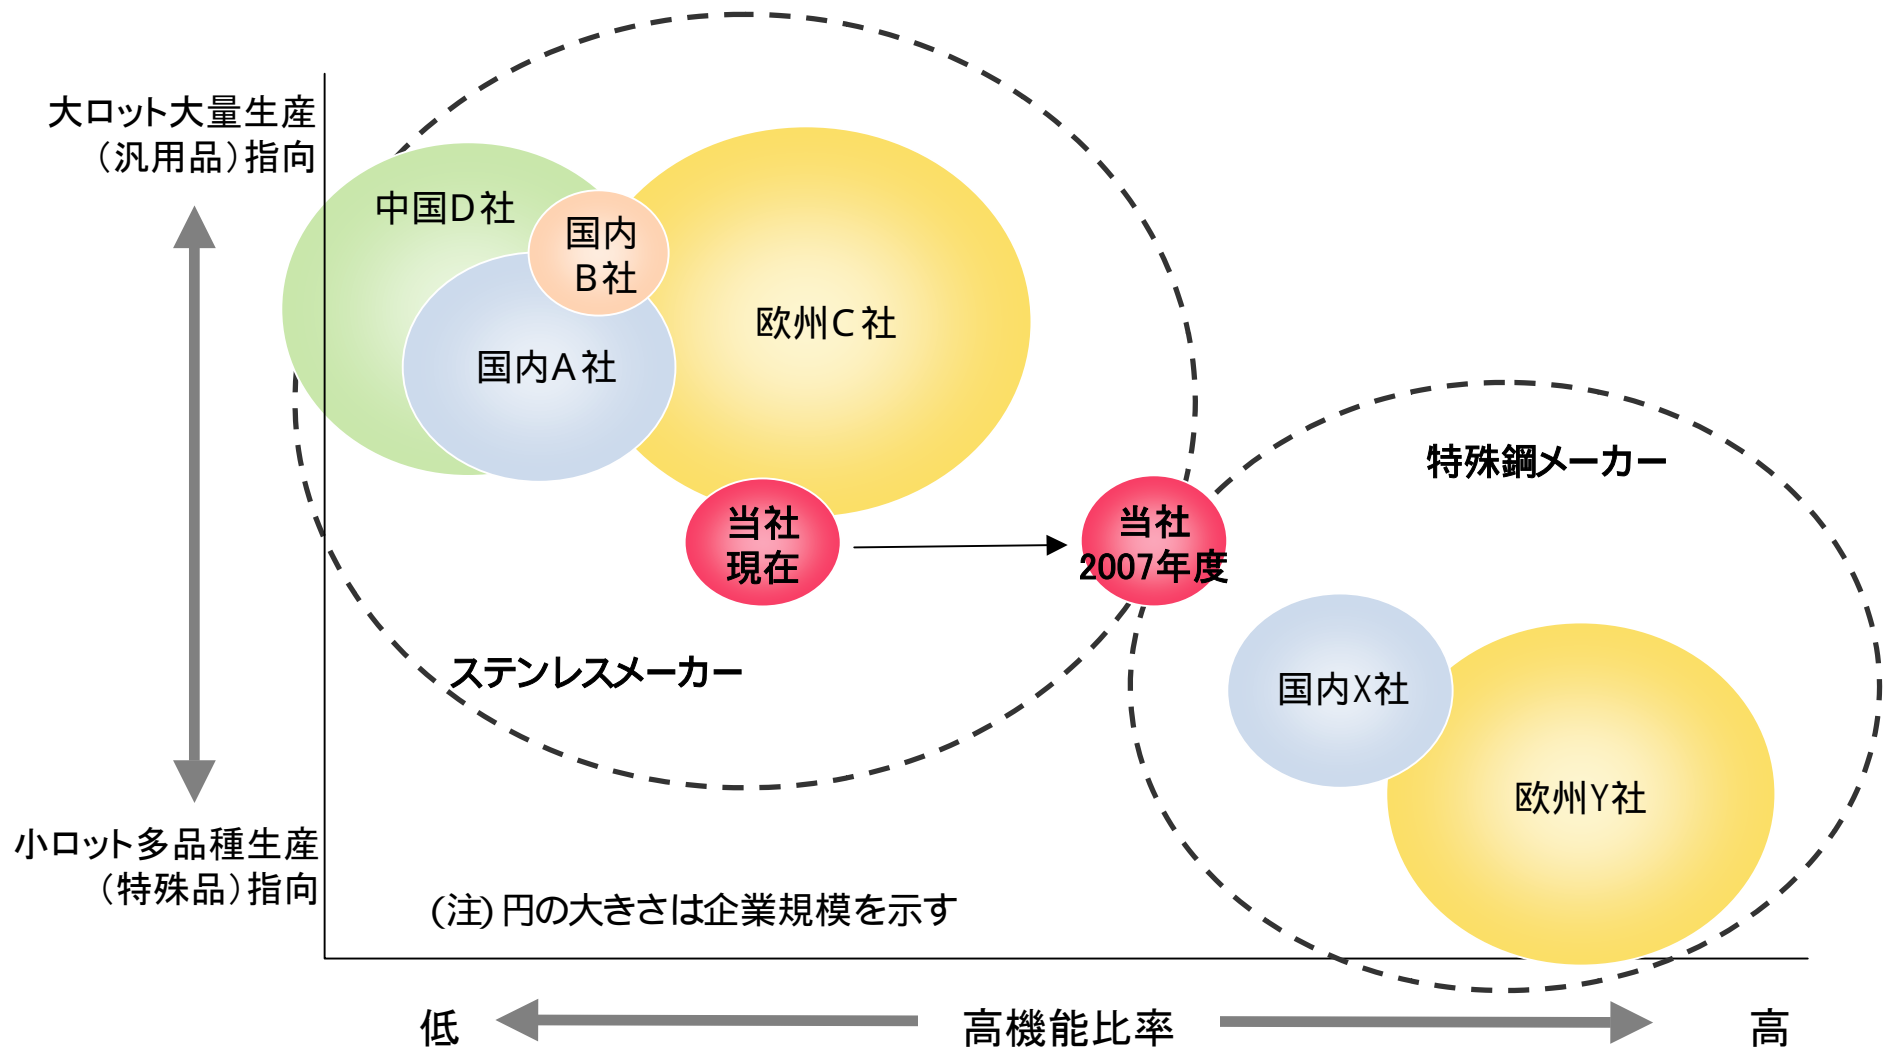 大ロット大量生産
（汎用品）指向
中国D社
国内
B社
欧州C社
国内A社
特殊鋼メーカー
当社
現在
当社
2007年度
ステンレスメーカー
国内X社
欧州Y社
小ロット多品種生産
（特殊品）指向
(注)円の大きさは企業規模を示す
低
高機能比率
高